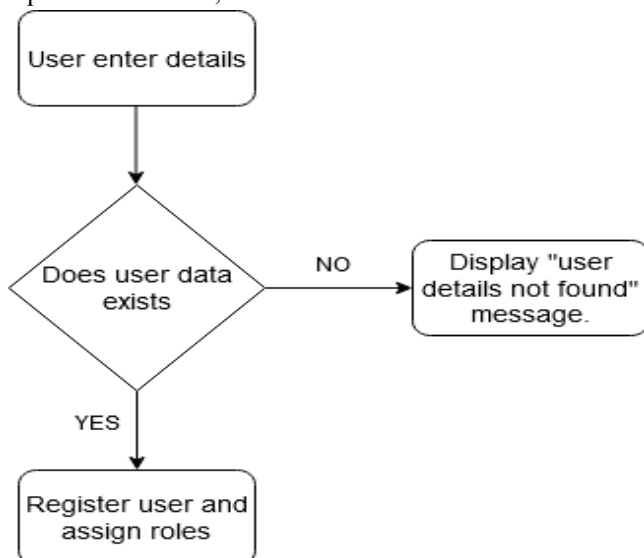 User enter details
Does user data
exists
NO
Display "user
details not found"
message.
YES
Register user and
assign roles